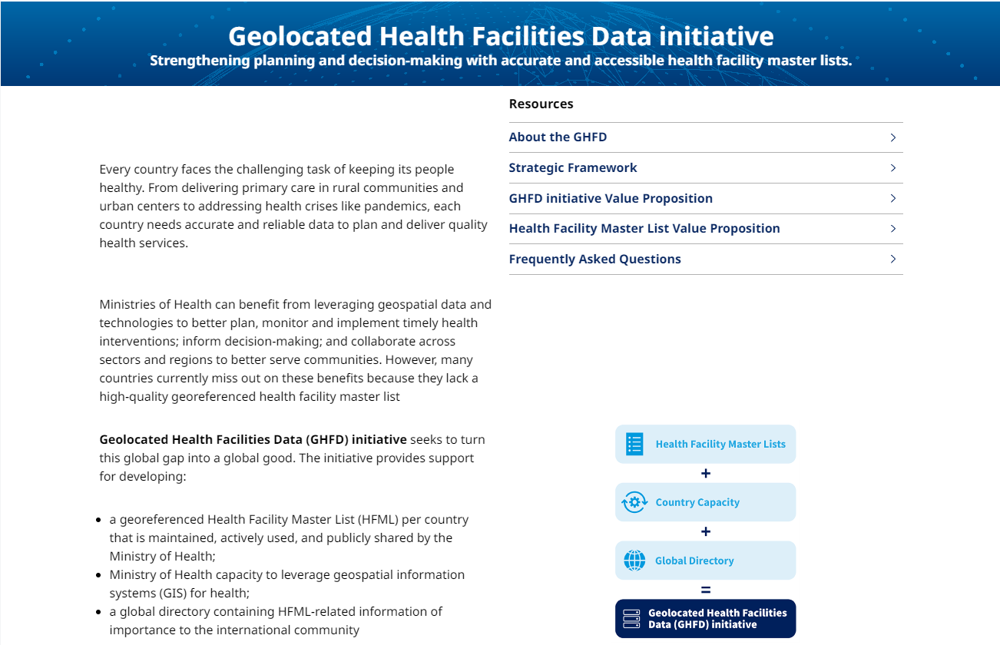 Geolocated Health Facilities Data initiative
Strengthening planning and decision-making with accurate and accessible health facility master lists.
Every country faces the challenging task of keeping its people
healthy. From delivering primary care in rural communities and
urban centers to addressing health crises like pandemics, each
country needs accurate and reliable data to plan and deliver quality
health services.
Ministries of Health can benefit from leveraging geospatial data and
technologies to better plan, monitor and implement timely health
interventions; inform decision-making; and collaborate across
sectors and regions to better serve communities. However, many
countries currently miss out on these benefits because they lack a
high-quality georeferenced health facility master list
Geolocated Health Facilities Data (GHFD) initiative seeks to turn
this global gap into a global good. The initiative provides support
for developing:
• a georeferenced Health Facility Master List (HFML) per country
that is maintained, actively used, and publicly shared by the
Ministry of Health;
• Ministry of Health capacity to leverage geospatial information
systems (GIS) for health;
• a global directory containing HFML-related information of
importance to the international community
Resources
About the GHFD
Strategic Framework
GHFD initiative Value Proposition
Health Facility Master List Value Proposition
Frequently Asked Questions
Health Facility Master Lists
+
Country Capacity
+
Global Directory
=
Geolocated Health Facilities
Data (GHFD) initiative